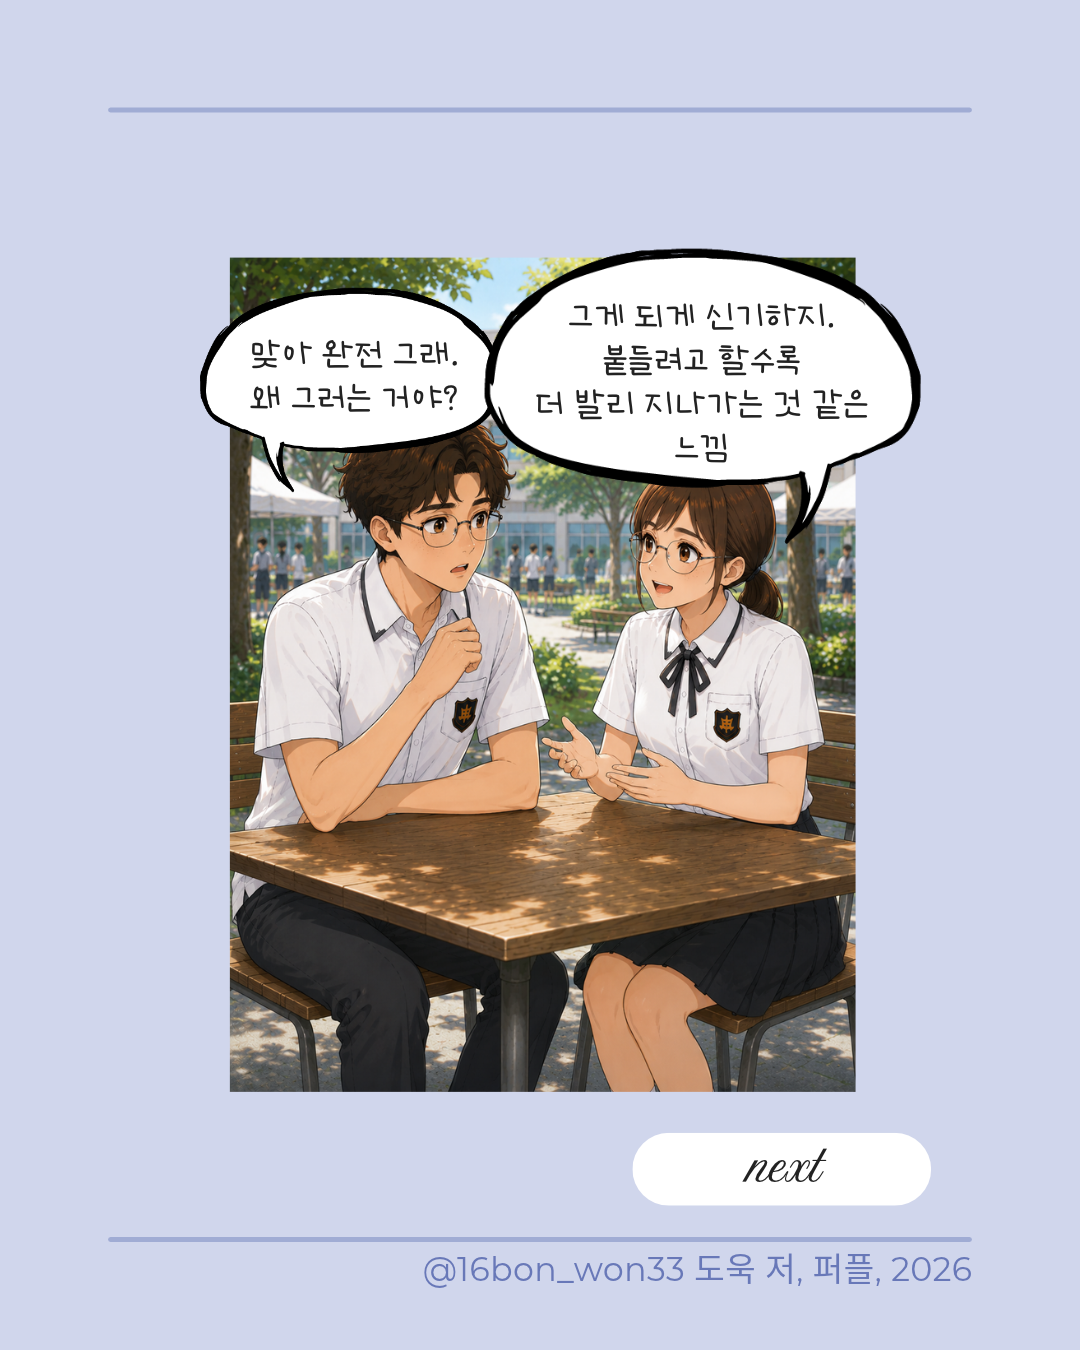 맞아 완전 그래.
왜 그러는 거야?
그게 되게 신기하지.
붙들려고 할수록
더 빨리 지나가는 것 같은
느낌
next
@16bon_won33 도욱 저, 퍼플, 2026